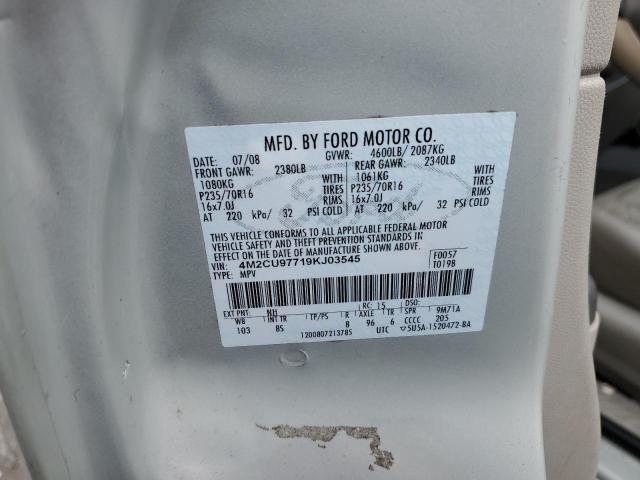 MFD. BY FORD MOTOR CO.
DATE: 07/08 GVWR: 4600LB/ 2087KG
FRONT GAWR: 2380LB REAR GAWR: 2340LB
1080KG WITH 1061KG WITH
P235/70R16 TIRES P235/70R16 TIRES
16x7.0J RIMS 16x7.0J RIMS
AT 220 kPa/ 32 PSI COLD AT 220 kPa/ 32 PSI COLD
THIS VEHICLE CONFORMS TO ALL APPLICABLE FEDERAL MOTOR
VEHICLE SAFETY AND THEFT PREVENTION STANDARDS IN
EFFECT ON THE DATE OF MANUFACTURE SHOWN ABOVE.
VIN: 4M2CU97719KJ03545 F0057
TYPE: MPV T019B
EXT PNT: NH RC: 15 DSO:
WB INT TR TP/PS R AXLE TR SPR 9M71A
103 8S 8 96 6 CCCC 205
1200807213785 UTC 5U5A-1520472-BA